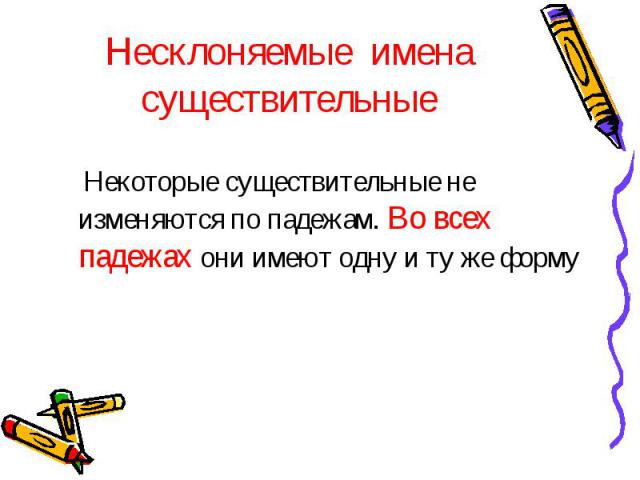 Несклоняемые имена
существительные
Некоторые существительные не
изменяются по падежам. Во всех
падежах они имеют одну и ту же форму